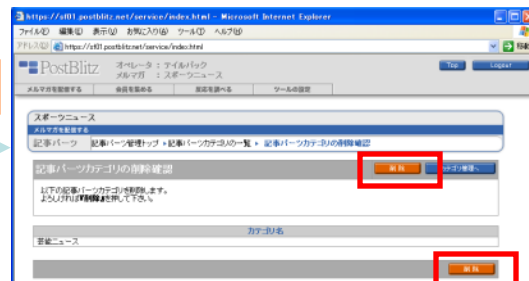 https://sf01.postblitz.net/service/index.html - Microsoft Internet Explorer
ファイル(F) 編集(E) 表示(V) お気に入り(A) ツール(T) ヘルプ(H)
アドレス(D) https://sf01.postblitz.net/service/index.html 移動
PostBlitz オペレータ：テイルバック Top Logout
メルマガ ：スポーツニュース
メルマガを配信する 会員を集める 反応を調べる ツールの設定
スポーツニュース
メルマガを配信する
記事パーツ 記事パーツ管理トップ ▸記事パーツカテゴリの一覧 ▸ 記事パーツカテゴリの削除確認
記事パーツカテゴリの削除確認 削除 カテゴリ管理へ
以下の記事パーツカテゴリを削除します。
よろしければ『削除』を押して下さい。
カテゴリ名
芸能ニュース
削除